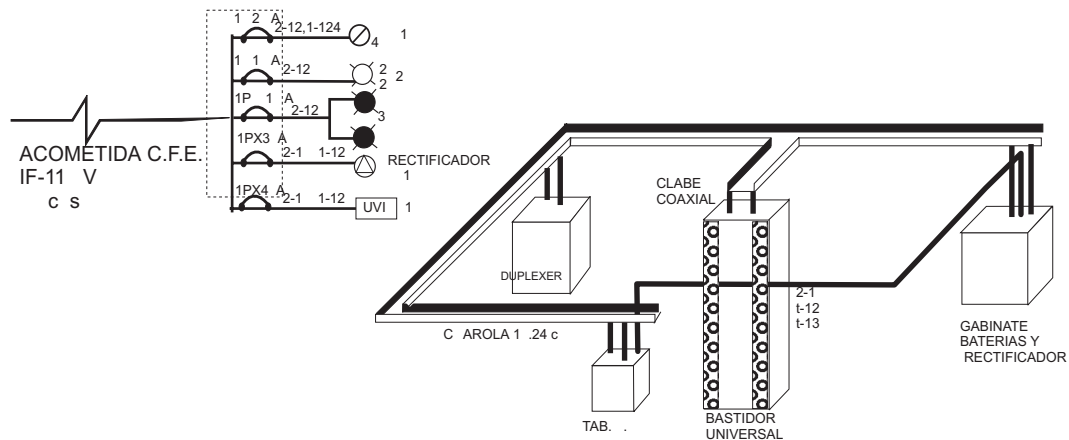 1 2 A
2-12,1-124
4
1
1 1 A
2-12
2 2
2
1P 1 A
2-12
3
1PX3 A
2-1 1-12
RECTIFICADOR
1
1PX4 A
2-1 1-12
UVI
1
ACOMETIDA C.F.E.
IF-11 V
c s
CLABE
COAXIAL
DUPLEXER
2-1
t-12
t-13
C AROLA 1 .24 c
TAB. .
BASTIDOR
UNIVERSAL
GABINATE
BATERIAS Y
RECTIFICADOR